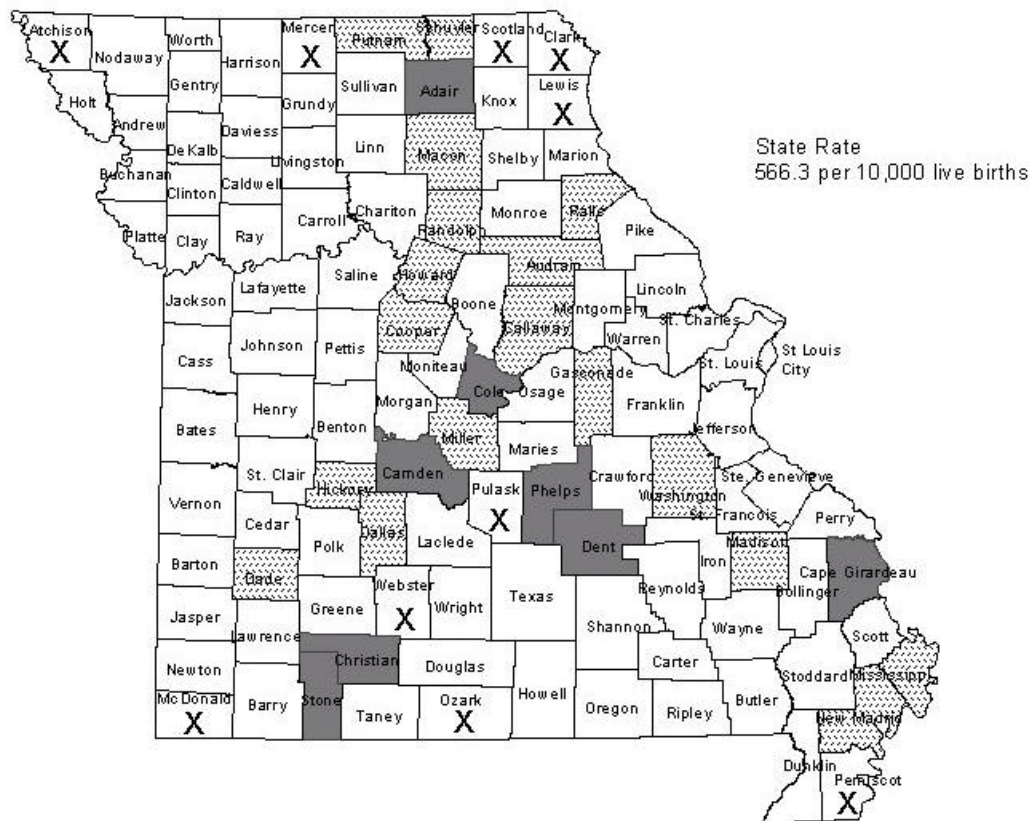 Atchison
X
Nodaway
Worth
Harrison
Mercer
X
Putnam
Schuyler
Scotland
X
Clark
X
Holt
Gentry
Grundy
Sullivan
Adair
Knox
Lewis
X
Andrew
DeKalb
Daviess
Livingston
Linn
Macon
Shelby
Marion
State Rate
566.3 per 10,000 live births
Buchanan
Clinton
Caldwell
Carroll
Chariton
Randolph
Monroe
Ralls
Pike
Platte
Clay
Ray
Saline
Howard
Audrain
Boone
Lincoln
Jackson
Lafayette
Cooper
Callaway
Montgomery
St. Charles
Warren
Cass
Johnson
Pettis
Moniteau
Cole
Osage
Gasconade
Franklin
St. Louis
St Louis
City
Bates
Henry
Benton
Morgan
Miller
Maries
Jefferson
St. Clair
Hickory
Camden
Pulask
X
Phelps
Crawford
Washington
Ste. Genevieve
St. Francois
Perry
Vernon
Cedar
Polk
Dallas
Laclede
Dent
Iron
Madison
Cape Girardeau
Bollinger
Barton
Dade
Greene
Webster
X
Wright
Texas
Reynolds
Jasper
Lawrence
Christian
Douglas
Shannon
Wayne
Scott
Newton
Carter
Stoddard
Mississippi
McDonald
X
Barry
Stone
Taney
Ozark
X
Howell
Oregon
Ripley
Butler
New Madrid
Dunklin
Pemiscot
X